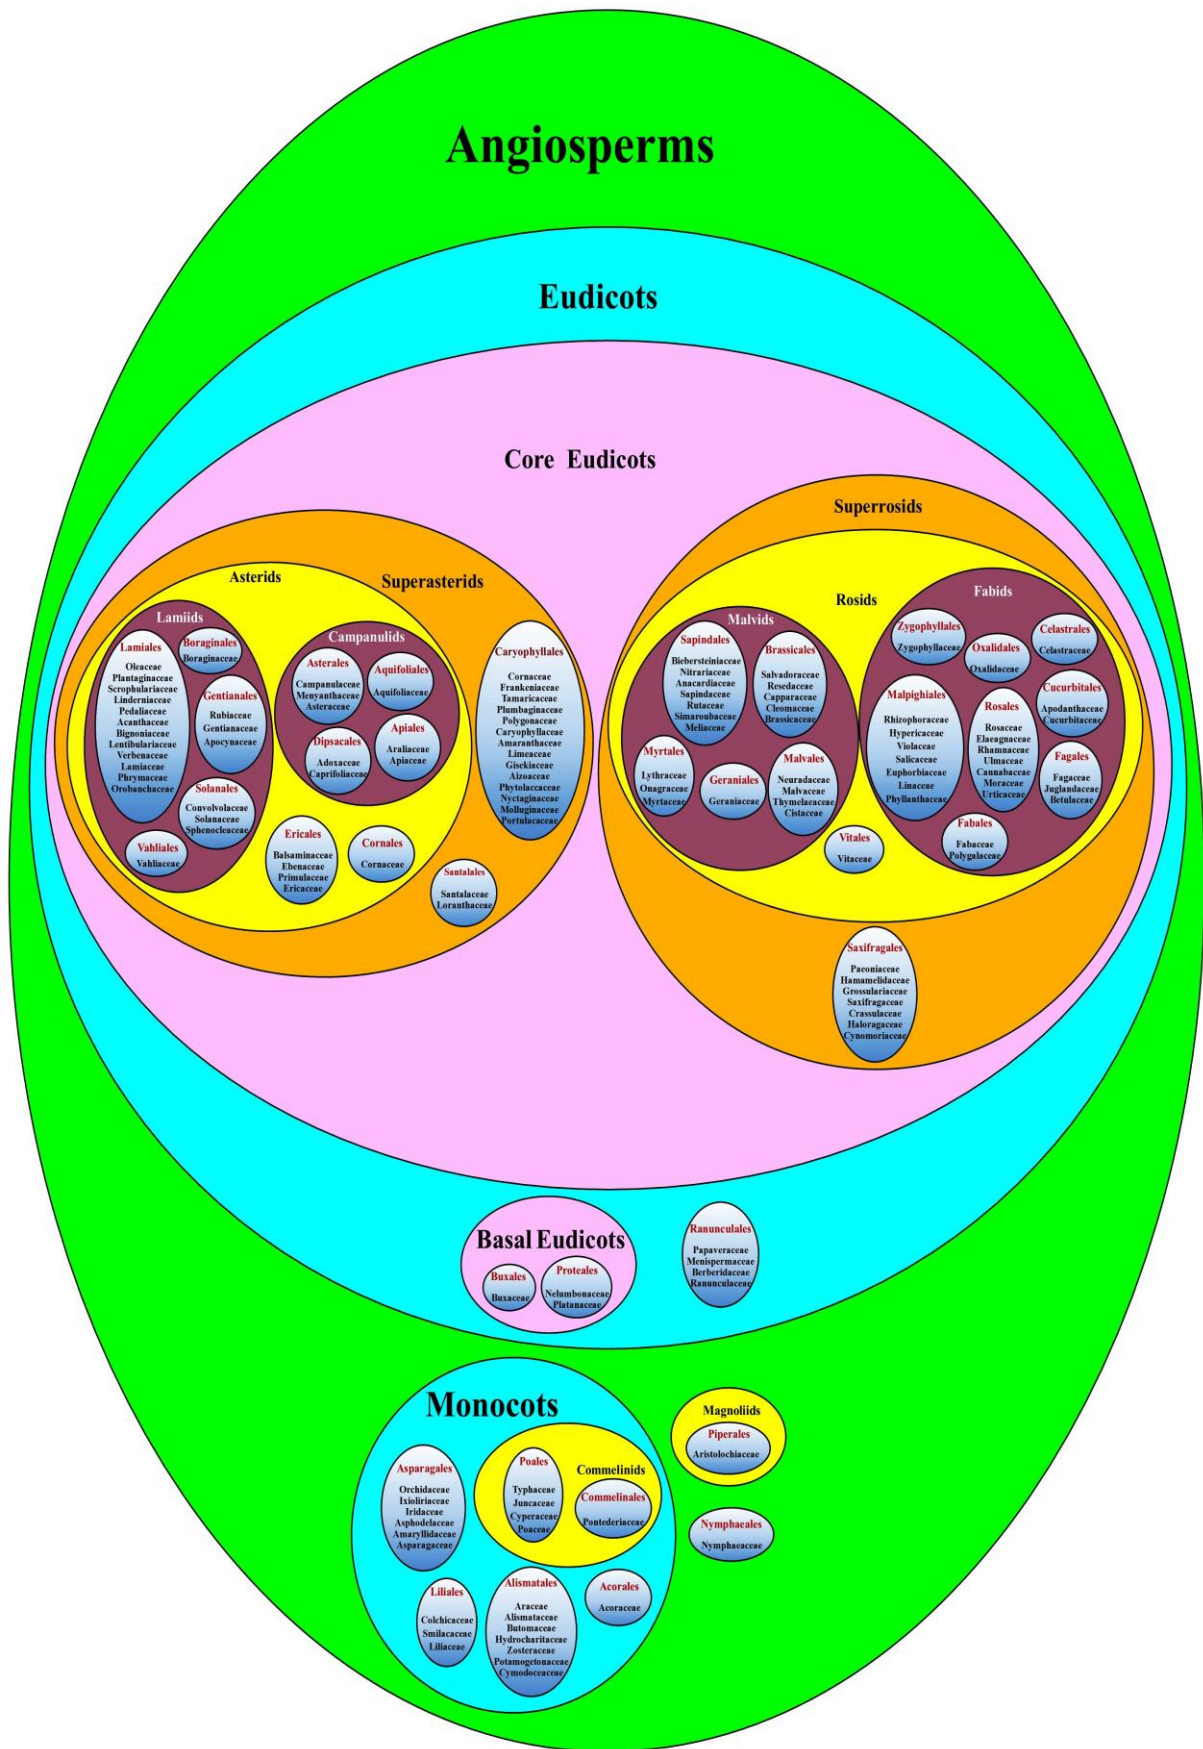 Angiosperms
Eudicots
Core Eudicots
Superasterids
Asterids
Lamiids
Lamiales
Oleaceae
Plantaginaceae
Scrophulariaceae
Linderniaceae
Pedaliaceae
Acanthaceae
Bignoniaceae
Lentibulariaceae
Verbenaceae
Lamiaceae
Phrymaceae
Orobanchaceae
Boraginales
Boraginaceae
Gentianales
Rubiaceae
Gentianaceae
Apocynaceae
Solanales
Convolvolaceae
Solanaceae
Sphenocleaceae
Vahliales
Vahliaceae
Campanulids
Asterales
Campanulaceae
Menyanthaceae
Asteraceae
Aquifoliales
Aquifoliaceae
Dipsacales
Adoxaceae
Caprifoliaceae
Apiales
Araliaceae
Apiaceae
Ericales
Balsaminaceae
Ebenaceae
Primulaceae
Ericaceae
Cornales
Cornaceae
Caryophyllales
Cornaceae
Frankeniaceae
Tamaricaceae
Plumbaginaceae
Polygonaceae
Caryophyllaceae
Amaranthaceae
Limeaceae
Gisekiaceae
Aizoaceae
Phytolaccaceae
Nyctaginaceae
Molluginaceae
Portulacaceae
Santalales
Santalaceae
Loranthaceae
Superrosids
Rosids
Malvids
Sapindales
Biebersteiniaceae
Nitrariaceae
Anacardiaceae
Sapindaceae
Rutaceae
Simaroubaceae
Meliaceae
Brassicales
Salvadoraceae
Resedaceae
Capparaceae
Cleomaceae
Brassicaceae
Myrtales
Lythraceae
Onagraceae
Myrtaceae
Geraniales
Geraniaceae
Malvales
Neuradaceae
Malvaceae
Thymelaeaceae
Cistaceae
Vitales
Vitaceae
Fabids
Zygophyllales
Zygophyllaceae
Oxalidales
Oxalidaceae
Celastrales
Celastraceae
Malpighiales
Rhizophoraceae
Hypericaceae
Violaceae
Salicaceae
Euphorbiaceae
Linaceae
Phyllanthaceae
Rosales
Rosaceae
Elaeagnaceae
Rhamnaceae
Ulmaceae
Cannabaceae
Moraceae
Urticaceae
Cucurbitales
Apodanthaceae
Cucurbitaceae
Fagales
Fagaceae
Juglandaceae
Betulaceae
Fabales
Fabaceae
Polygalaceae
Saxifragales
Paeoniaceae
Hamamelidaceae
Grossulariaceae
Saxifragaceae
Crassulaceae
Haloragaceae
Cynomoriaceae
Basal Eudicots
Buxales
Buxaceae
Proteales
Nelumbonaceae
Platanaceae
Ranunculales
Papaveraceae
Menispermaceae
Berberidaceae
Ranunculaceae
Monocots
Asparagales
Orchidaceae
Ixioliriaceae
Iridaceae
Asphodelaceae
Amaryllidaceae
Asparagaceae
Commelinids
Poales
Typhaceae
Juncaceae
Cyperaceae
Poaceae
Commelinales
Pontederiaceae
Liliales
Colchicaceae
Smilacaceae
Liliaceae
Alismatales
Araceae
Alismataceae
Butomaceae
Hydrocharitaceae
Zosteraceae
Potamogetonaceae
Cymodoceaceae
Acorales
Acoraceae
Magnoliids
Piperales
Aristolochiaceae
Nymphaeales
Nymphaeaceae